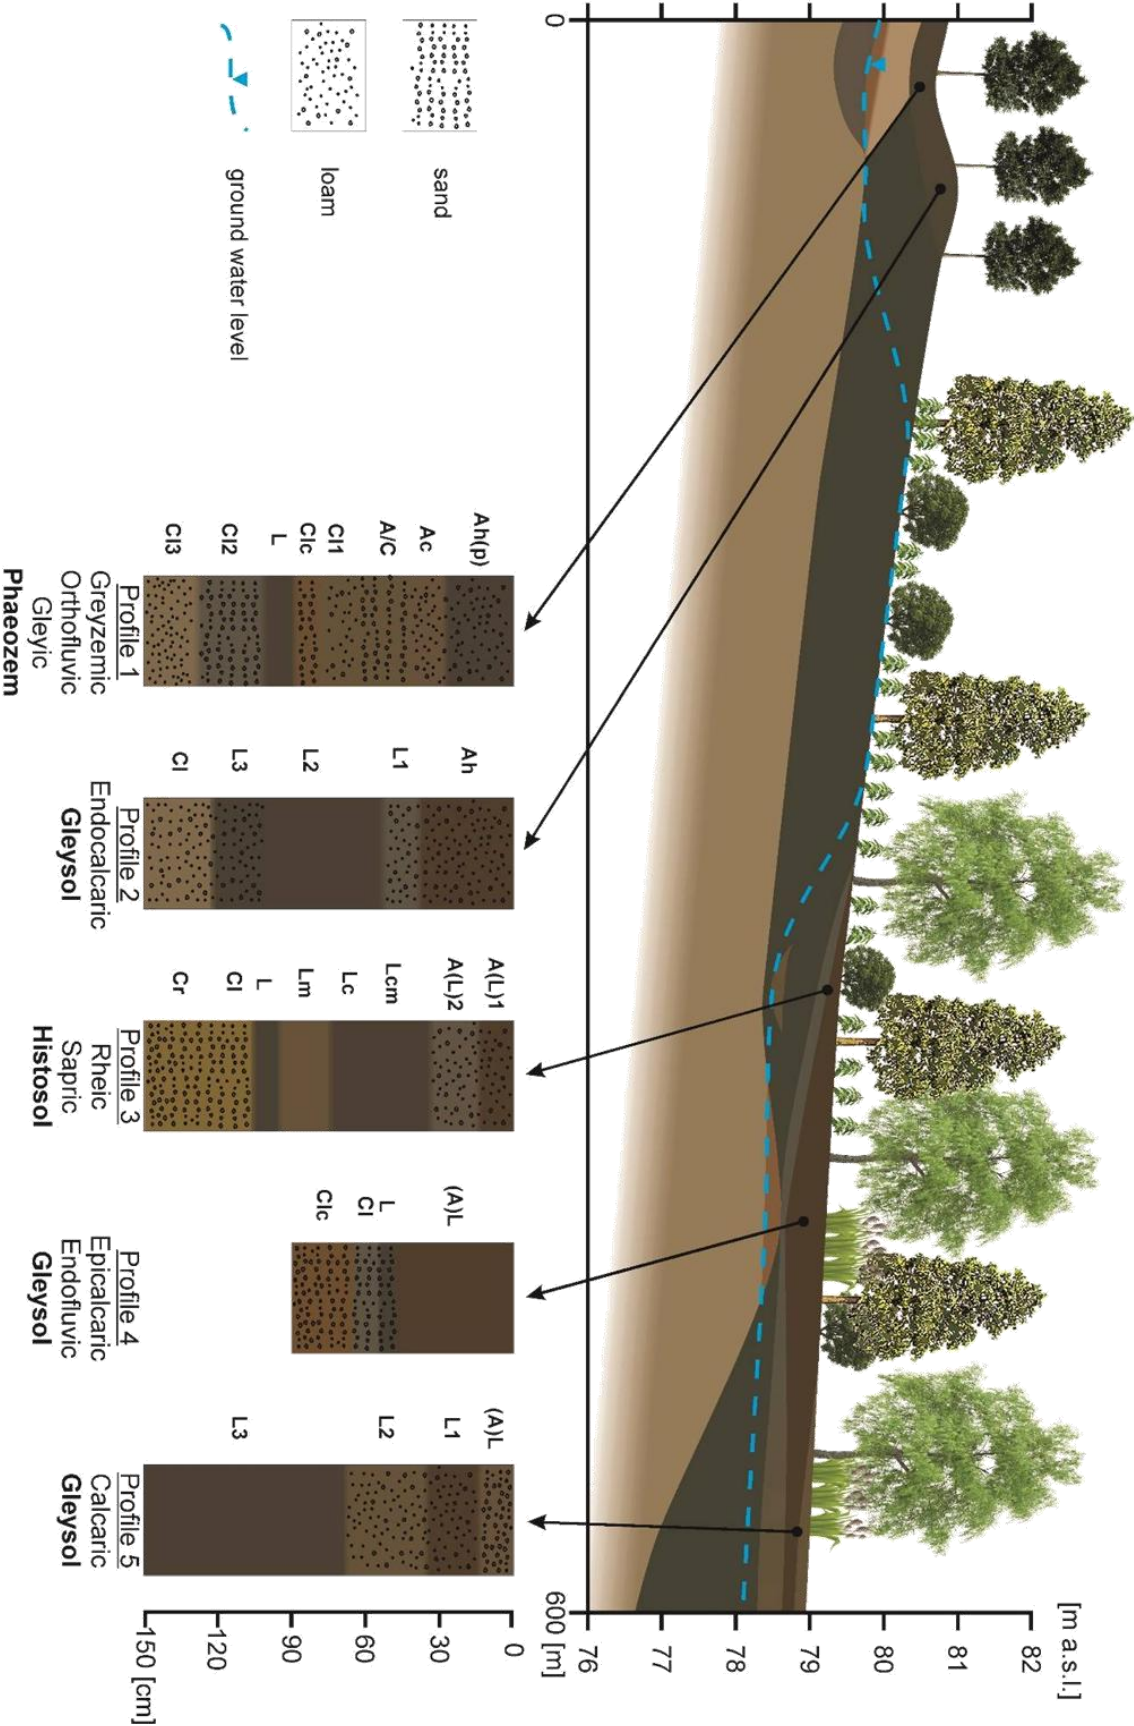 [m a.s.l.]
82
81
80
79
78
77
76
0
600 [m]
Ah(p)
Ac
A/C
Cl1
Clc
L
Cl2
Cl3
Profile 1
Greyzemic
Orthofluvic
Gleyic
Phaeozem
Ah
L1
L2
L3
Cl
Profile 2
Endocalcaric
Gleysol
A(L)1
A(L)2
Lcm
Lc
Lm
L
Cl
Cr
Profile 3
Rheic
Sapric
Histosol
(A)L
L
Cl
Clc
Profile 4
Epicalcaric
Endofluvic
Gleysol
(A)L
L1
L2
L3
Profile 5
Calcaric
Gleysol
0
30
60
90
120
150 [cm]
sand
loam
ground water level